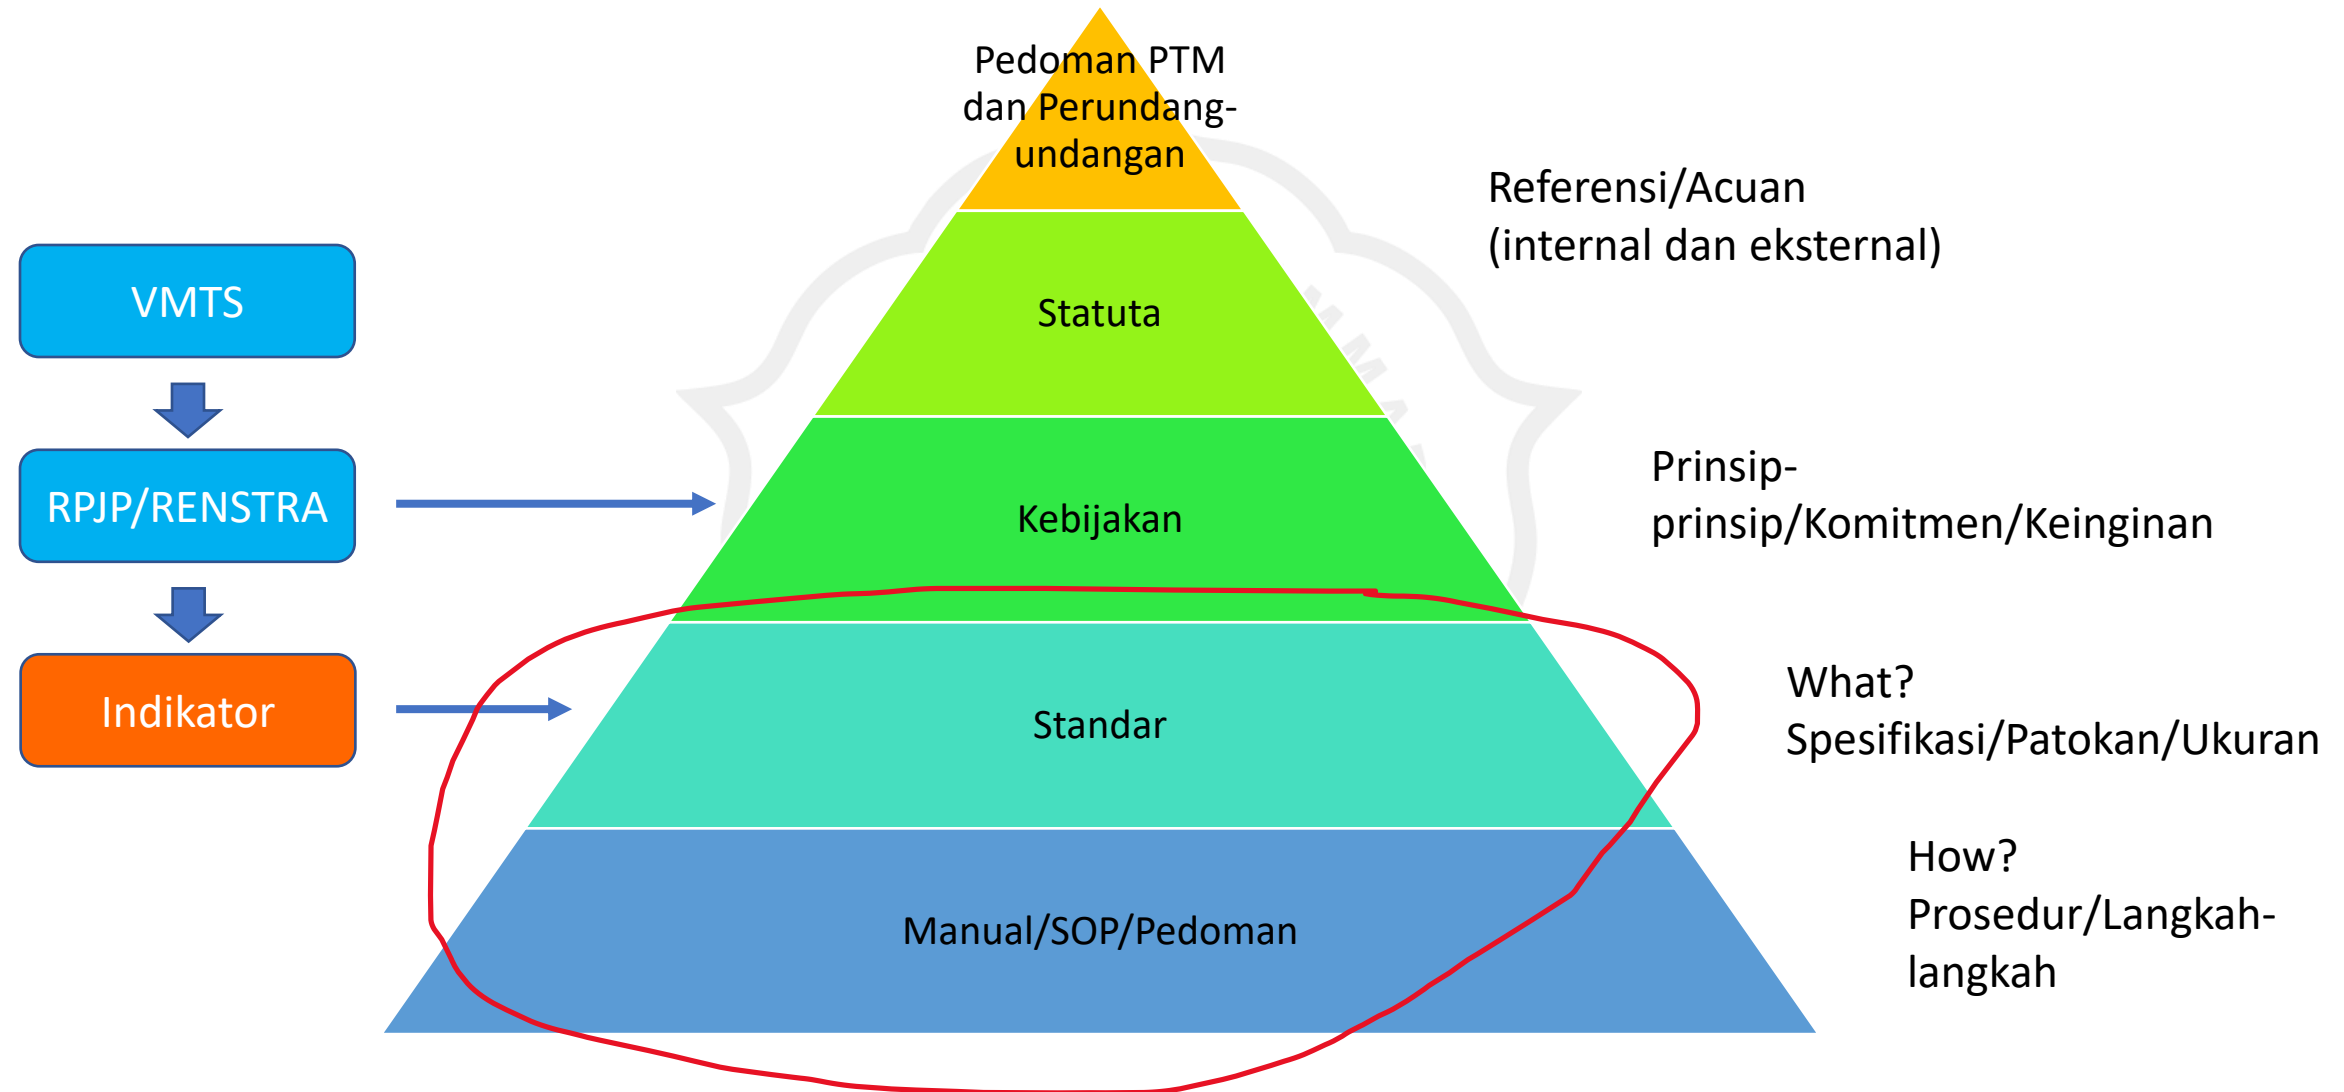 Pedoman PTM
dan Perundang-
undangan
Referensi/Acuan
(internal dan eksternal)
VMTS
Statuta
RPJP/RENSTRA
Kebijakan
Prinsip-
prinsip/Komitmen/Keinginan
Indikator
Standar
What?
Spesifikasi/Patokan/Ukuran
Manual/SOP/Pedoman
How?
Prosedur/Langkah-
langkah